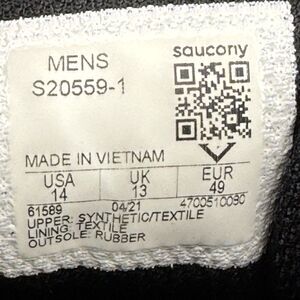 MENS
saucony
S20559-1
MADE IN VIETNAM
USA UK EUR
14 13 49
61589 04/21 4700510090
UPPER: SYNTHETIC/TEXTILE
LINING: TEXTILE
OUTSOLE: RUBBER